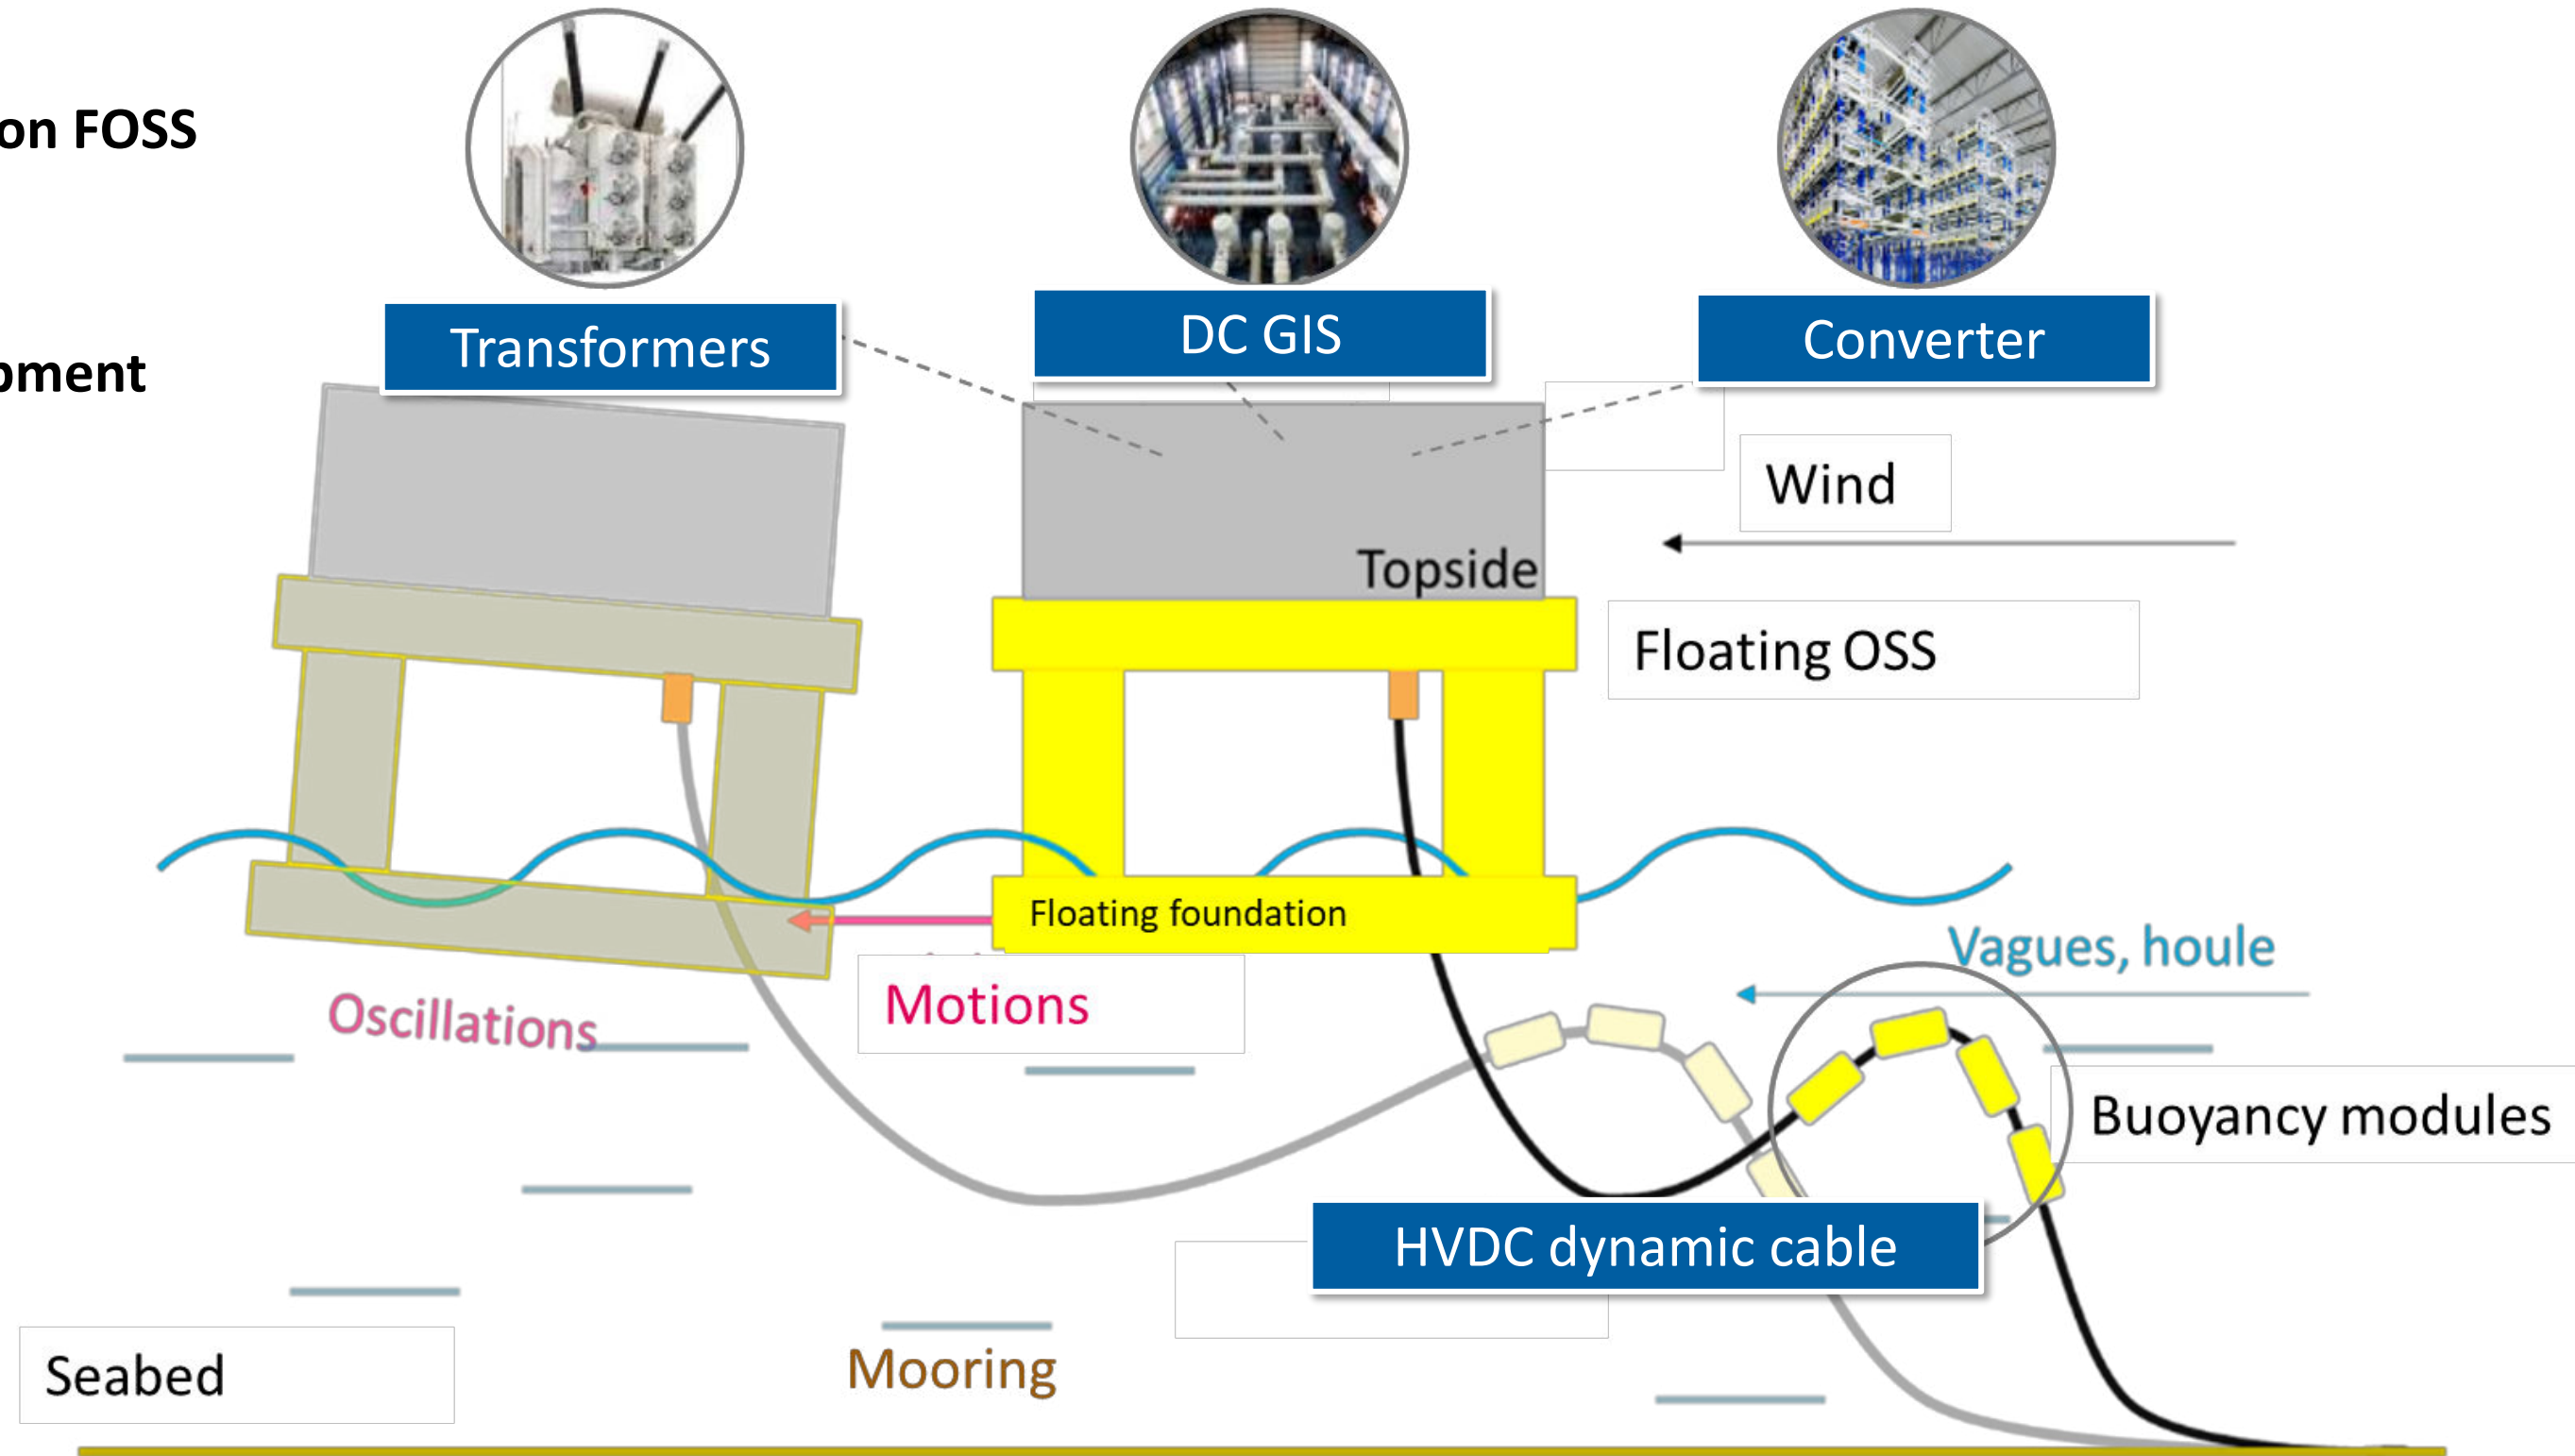 on FOSS
pment
Transformers
DC GIS
Converter
Wind
Topside
Floating OSS
Floating foundation
Vagues, houle
Motions
Oscillations
Buoyancy modules
HVDC dynamic cable
Mooring
Seabed